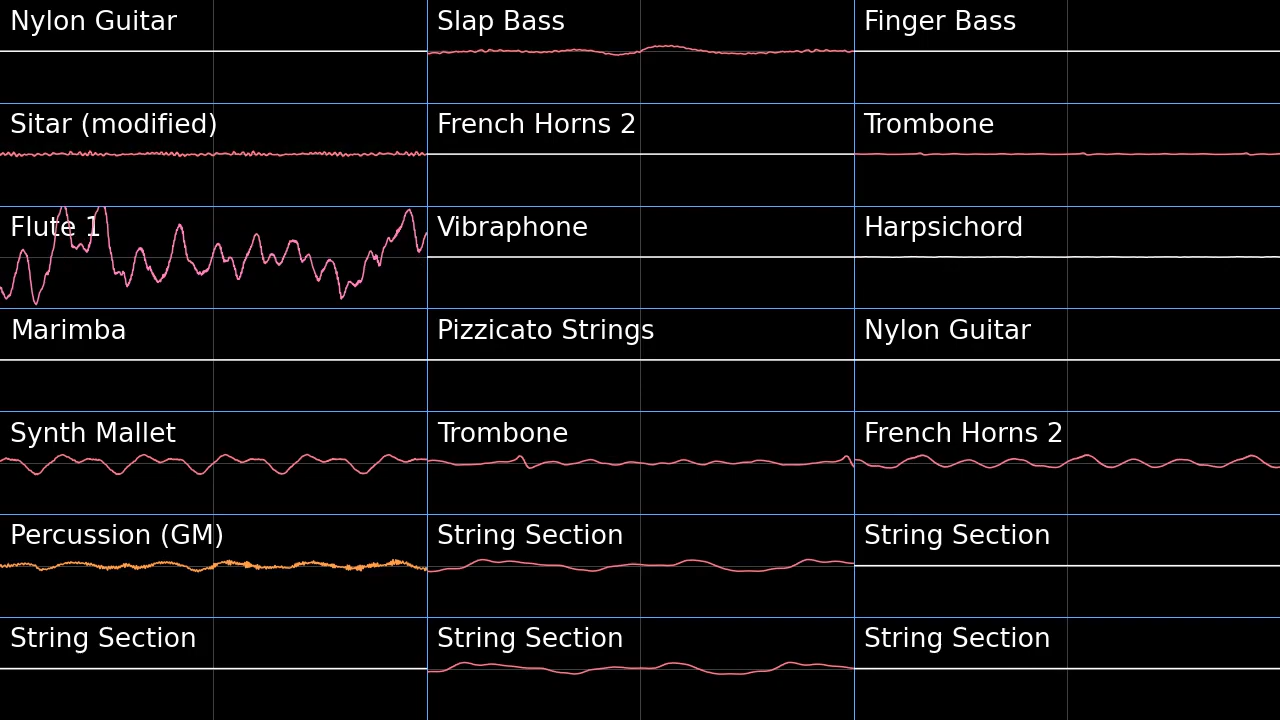 Nylon Guitar
Slap Bass
Finger Bass
Sitar (modified)
French Horns 2
Trombone
Flute 1
Vibraphone
Harpsichord
Marimba
Pizzicato Strings
Nylon Guitar
Synth Mallet
Trombone
French Horns 2
Percussion (GM)
String Section
String Section
String Section
String Section
String Section